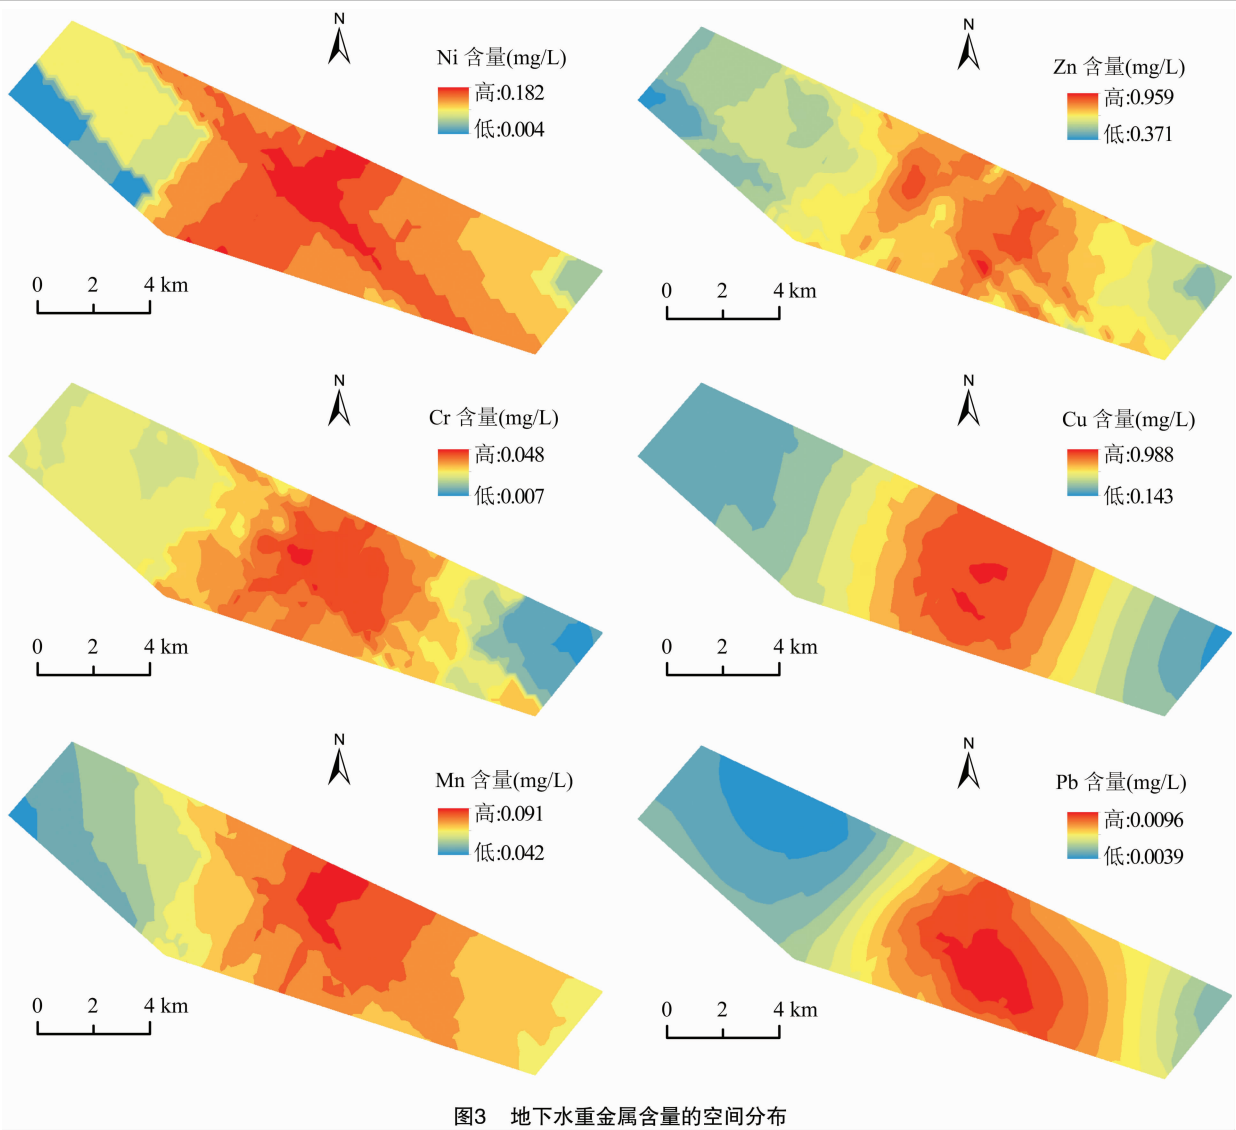 N
Ni 含量(mg/L)
高:0.182
低:0.004
0 2 4 km
N
Zn 含量(mg/L)
高:0.959
低:0.371
0 2 4 km
N
Cr 含量(mg/L)
高:0.048
低:0.007
0 2 4 km
N
Cu 含量(mg/L)
高:0.988
低:0.143
0 2 4 km
N
Mn 含量(mg/L)
高:0.091
低:0.042
0 2 4 km
N
Pb 含量(mg/L)
高:0.0096
低:0.0039
0 2 4 km
图3 地下水重金属含量的空间分布